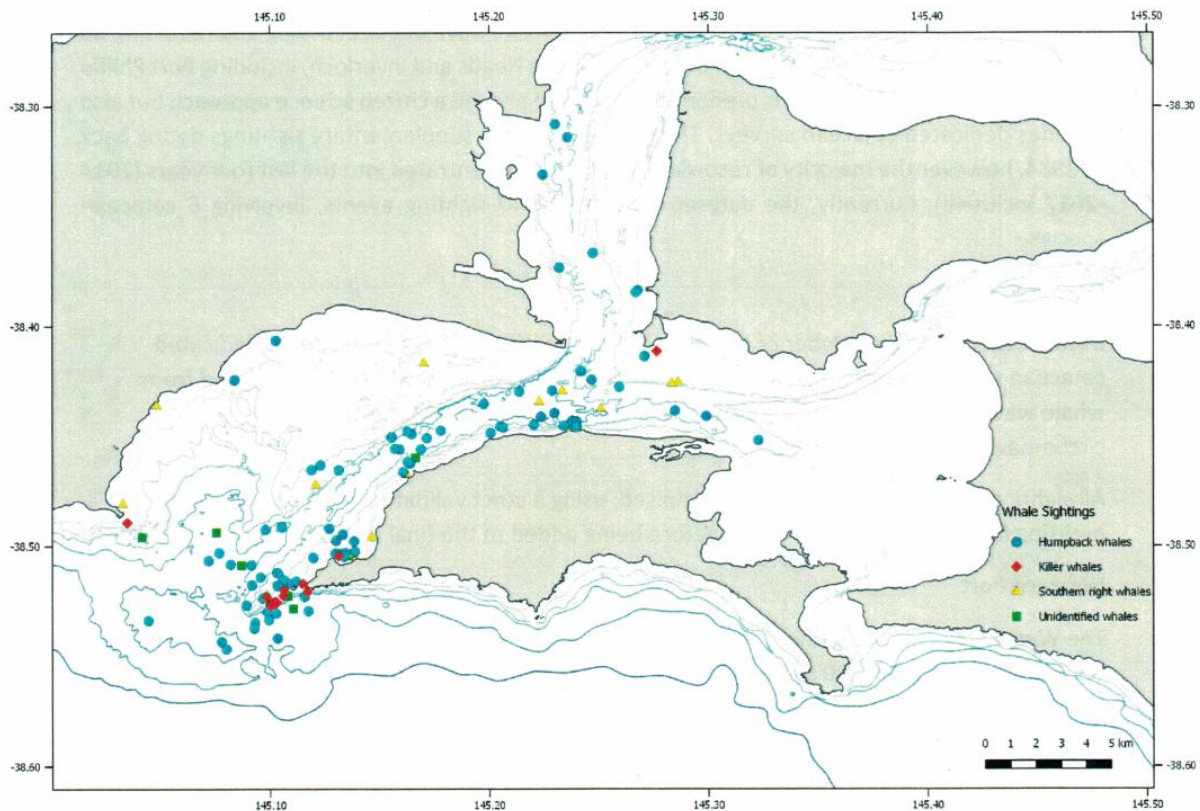 145.10 145.20 145.30 145.40 145.50
-38.30 -38.30
-38.40 -38.40
-38.50 -38.50
-38.60 -38.60
Whale Sightings
Humpback whales
Killer whales
Southern right whales
Unidentified whales
0 1 2 3 4 5 km
145.10 145.20 145.30 145.40 145.50